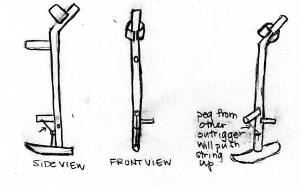 SIDE VIEW
FRONT VIEW
peg from
other
outrigger
will push
string
up